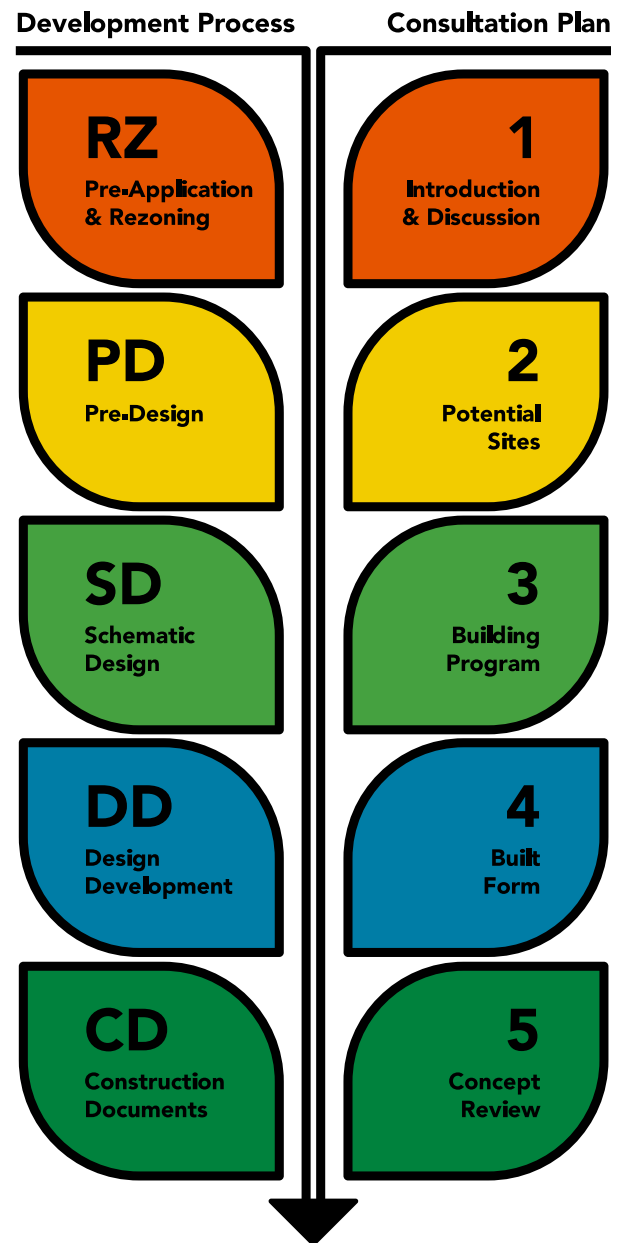 Development Process
Consultation Plan
RZ
Pre-Application
& Rezoning
1
Introduction
& Discussion
PD
Pre-Design
2
Potential
Sites
SD
Schematic
Design
3
Building
Program
DD
Design
Development
4
Built
Form
CD
Construction
Documents
5
Concept
Review